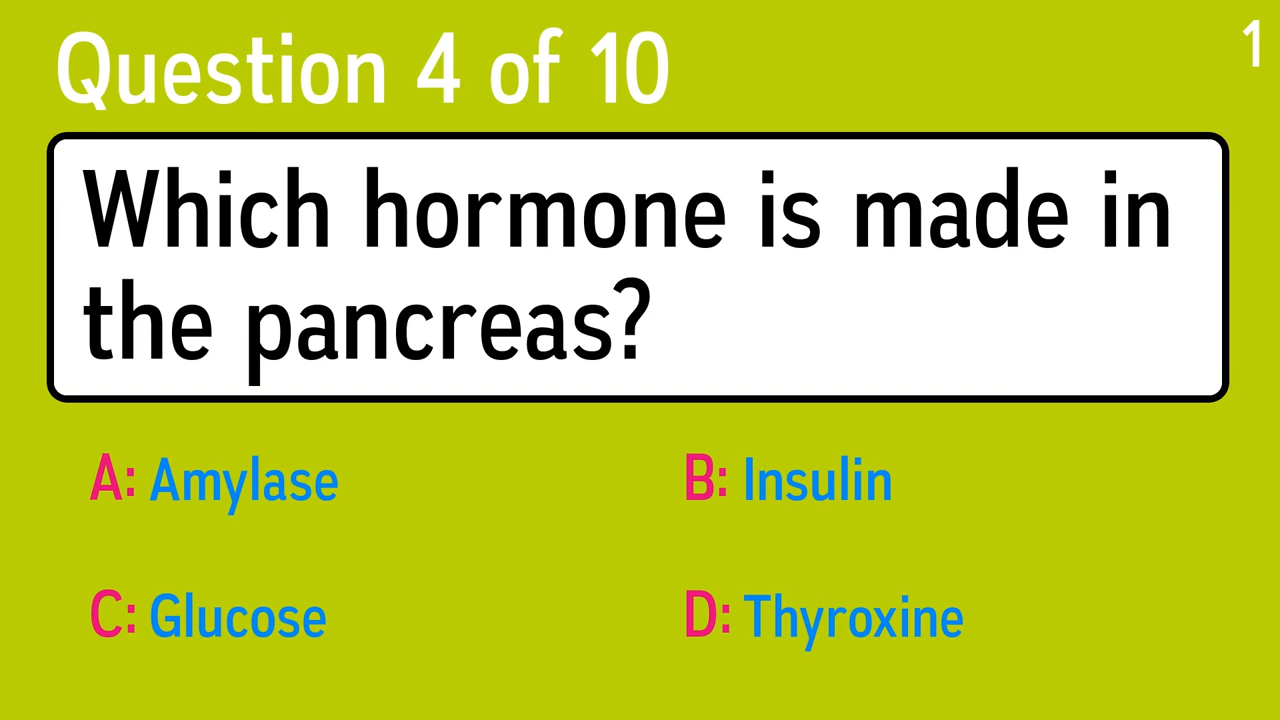 Question 4 of 10
1
Which hormone is made in
the pancreas?
A: Amylase
B: Insulin
C: Glucose
D: Thyroxine